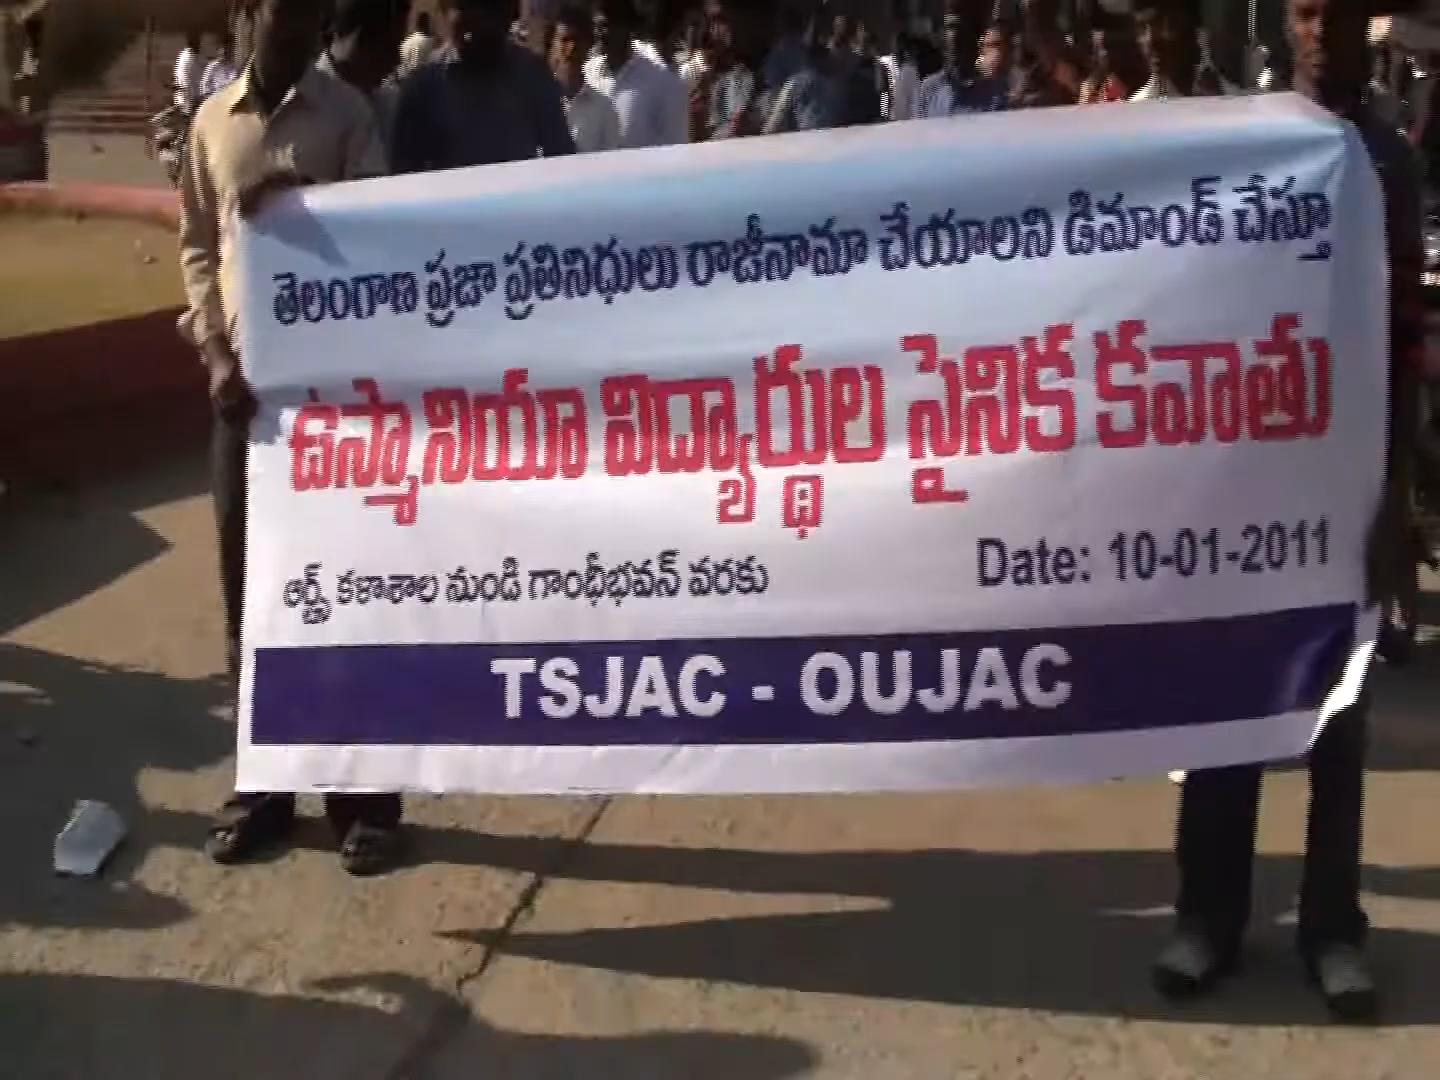 తెలంగాణ ప్రజా ప్రతినిధులు రాజీనామా చేయాలని డిమాండ్ చేస్తూ
ఉస్మానియా విద్యార్థుల సైనిక కవాతు
ఆర్ట్స్ కళాశాల నుండి గాంధీభవన్ వరకు
Date: 10-01-2011
TSJAC - OUJAC